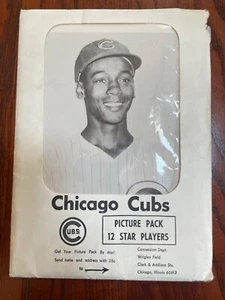 Chicago Cubs
CUBS
PICTURE PACK
12 STAR PLAYERS
Get Your Picture Pack By Mail
Send name and address with 25¢
to
Concession Dept.
Wrigley Field
Clark & Addison Sts.
Chicago, Illinois 60613